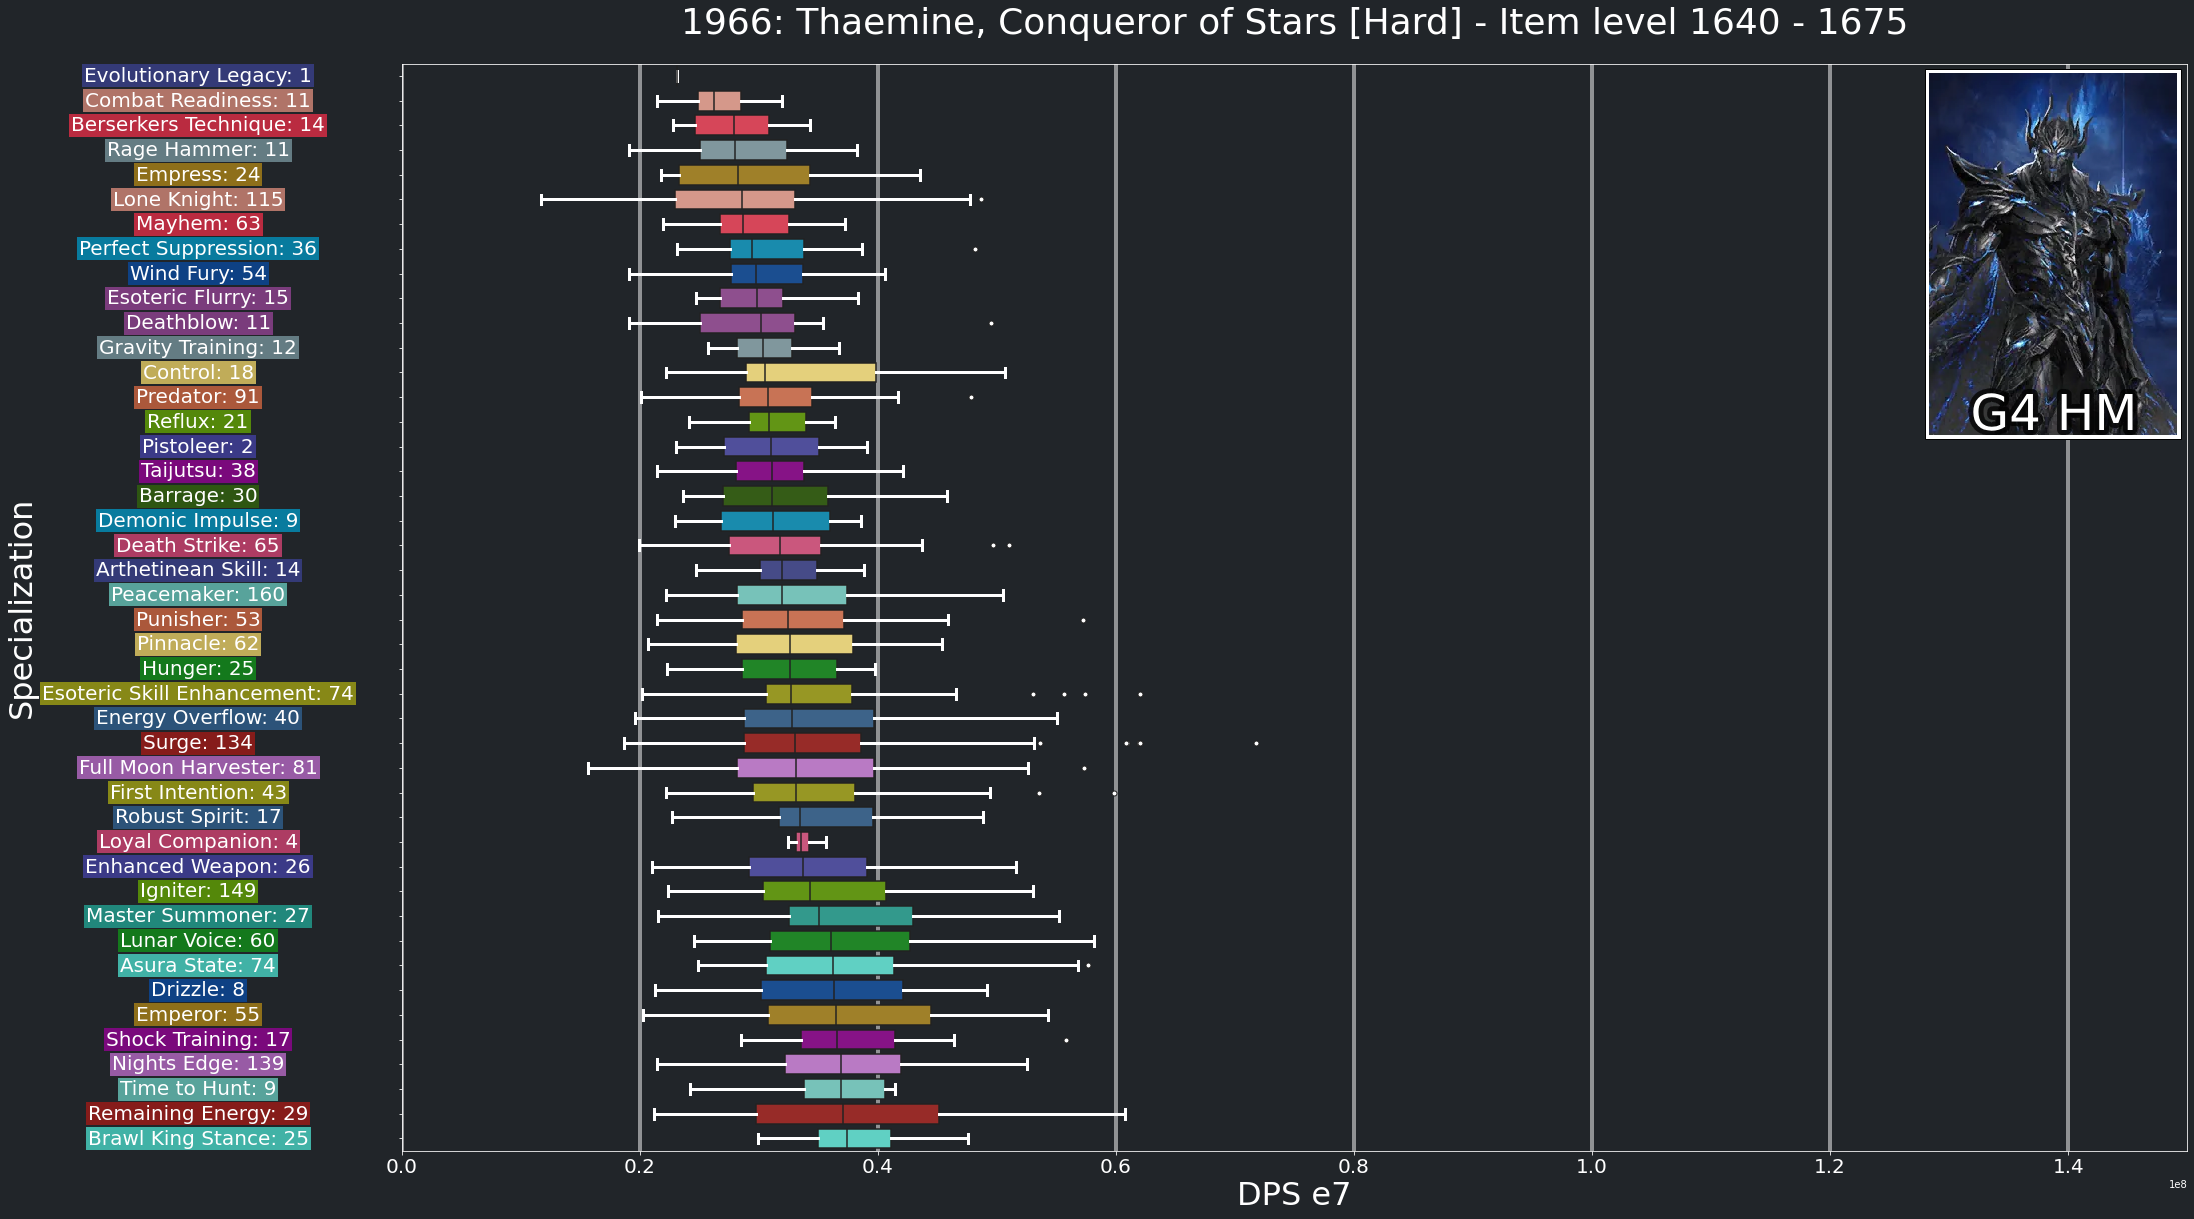 1966: Thaemine, Conqueror of Stars [Hard] - Item level 1640 - 1675
Evolutionary Legacy: 1
Combat Readiness: 11
Berserkers Technique: 14
Rage Hammer: 11
Empress: 24
Lone Knight: 115
Mayhem: 63
Perfect Suppression: 36
Wind Fury: 54
Esoteric Flurry: 15
Deathblow: 11
Gravity Training: 12
Control: 18
Predator: 91
Reflux: 21
Pistoleer: 2
Taijutsu: 38
Barrage: 30
Demonic Impulse: 9
Death Strike: 65
Arthetinean Skill: 14
Peacemaker: 160
Punisher: 53
Pinnacle: 62
Hunger: 25
Esoteric Skill Enhancement: 74
Energy Overflow: 40
Surge: 134
Full Moon Harvester: 81
First Intention: 43
Robust Spirit: 17
Loyal Companion: 4
Enhanced Weapon: 26
Igniter: 149
Master Summoner: 27
Lunar Voice: 60
Asura State: 74
Drizzle: 8
Emperor: 55
Shock Training: 17
Nights Edge: 139
Time to Hunt: 9
Remaining Energy: 29
Brawl King Stance: 25
Specialization
G4 HM
0.0 0.2 0.4 0.6 0.8 1.0 1.2 1.4
1e8
DPS e7